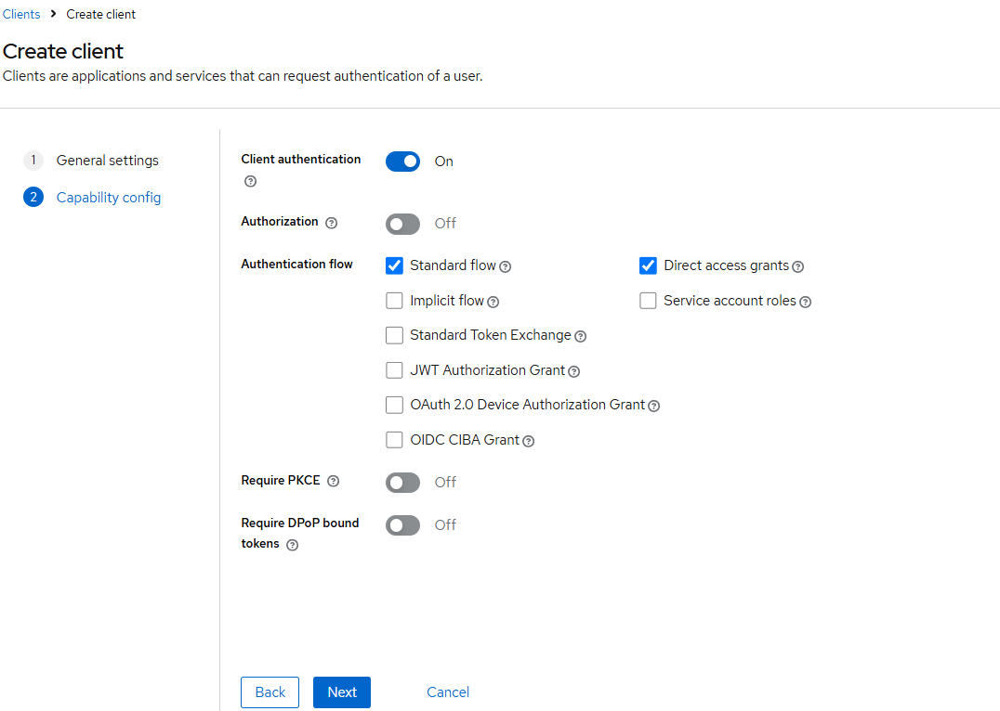 Clients > Create client
Create client
Clients are applications and services that can request authentication of a user.
1 General settings
2 Capability config
Client authentication ? On
Authorization ? Off
Authentication flow
Standard flow ? Direct access grants ?
Implicit flow ? Service account roles ?
Standard Token Exchange ?
JWT Authorization Grant ?
OAuth 2.0 Device Authorization Grant ?
OIDC CIBA Grant ?
Require PKCE ? Off
Require DPoP bound Off
tokens ?
Back Next Cancel